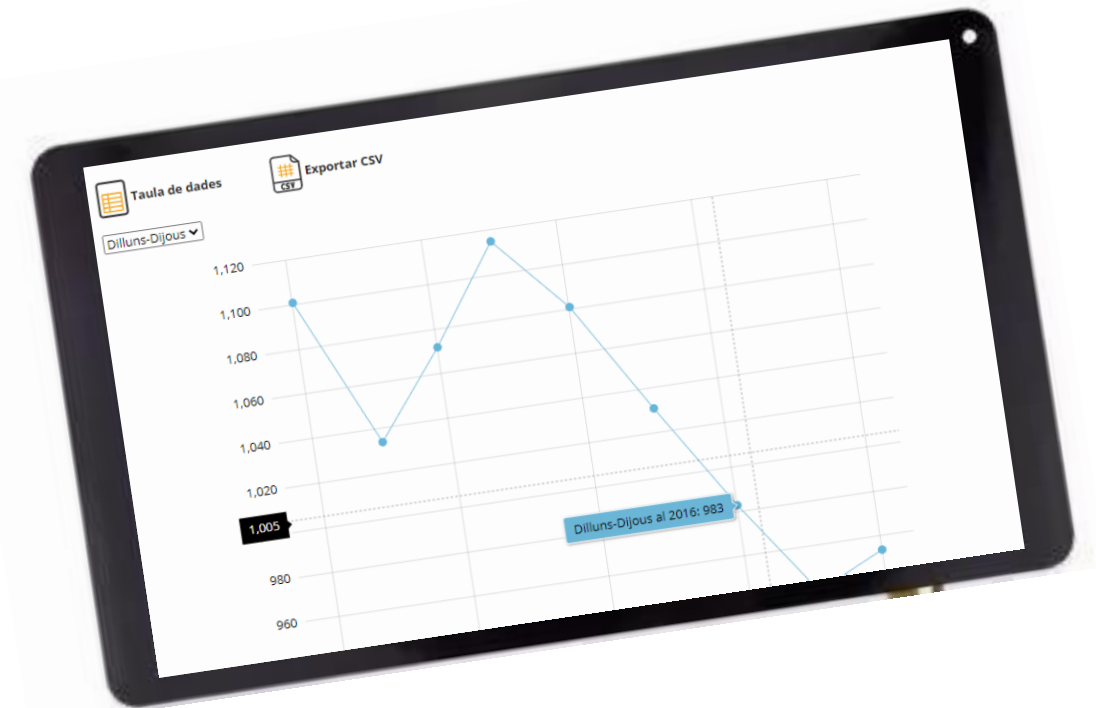 Taula de dades
Exportar CSV
CSV
Dilluns-Dijous
1,120
1,100
1,080
1,060
1,040
1,020
1,005
980
960
Dilluns-Dijous al 2016: 983